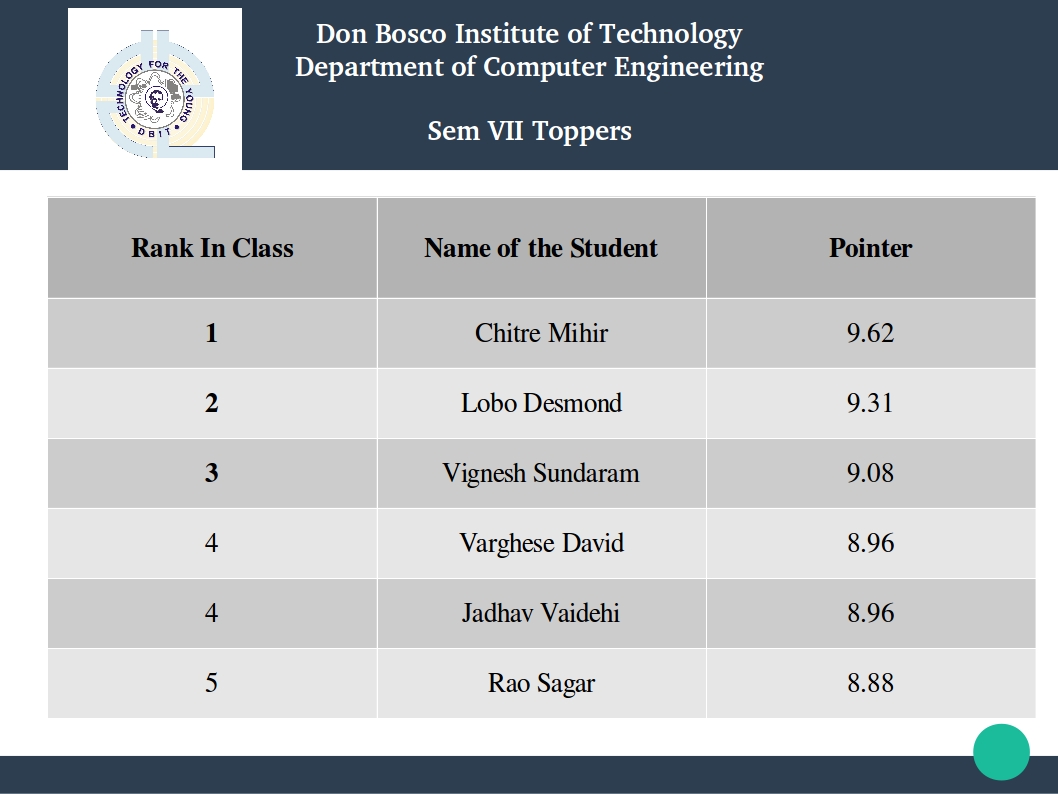 Don Bosco Institute of Technology
Department of Computer Engineering
Sem VII Toppers
TECHNOLOGY FOR THE YOUNG
• DBIT •
Rank In Class Name of the Student Pointer
1 Chitre Mihir 9.62
2 Lobo Desmond 9.31
3 Vignesh Sundaram 9.08
4 Varghese David 8.96
4 Jadhav Vaidehi 8.96
5 Rao Sagar 8.88